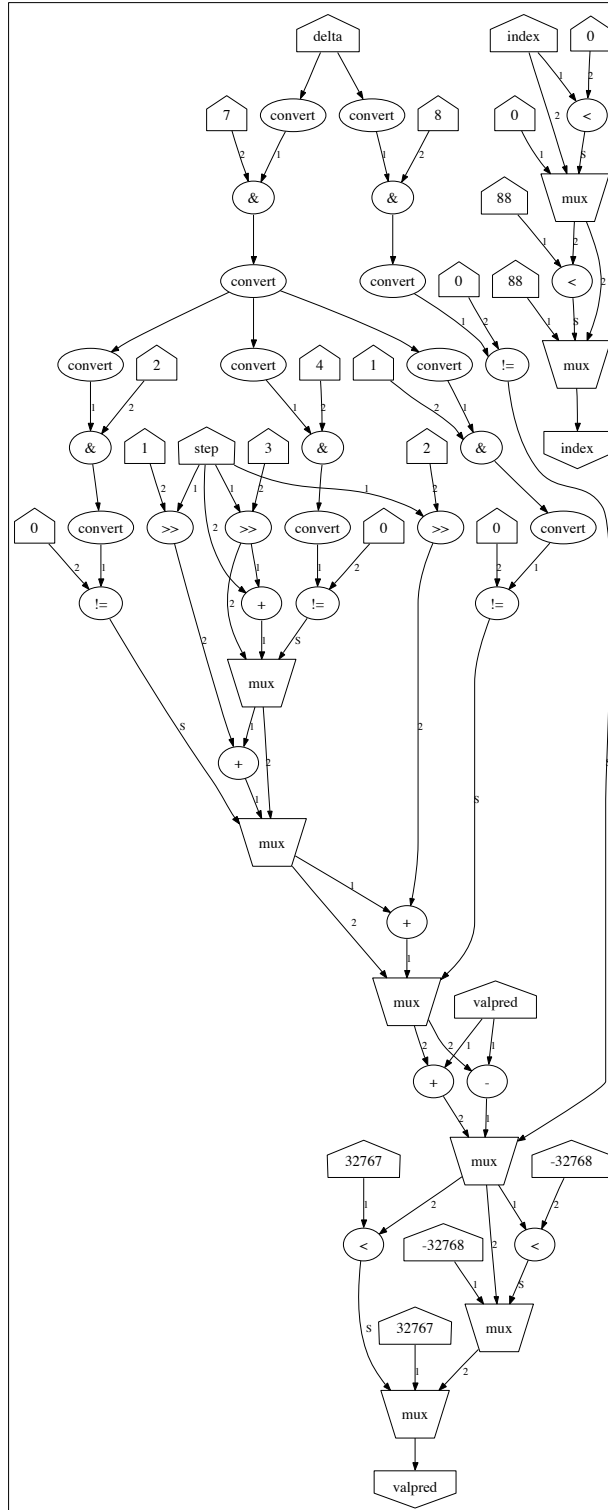 delta
index
0
7
convert
convert
8
0
<
&
&
mux
88
convert
convert
0
88
<
convert
2
convert
4
1
convert
!=
mux
&
1
step
3
&
2
&
index
0
convert
>>
>>
convert
0
>>
0
convert
!=
+
!=
!=
mux
+
mux
+
mux
valpred
+
-
32767
mux
-32768
<
-32768
<
32767
mux
mux
valpred